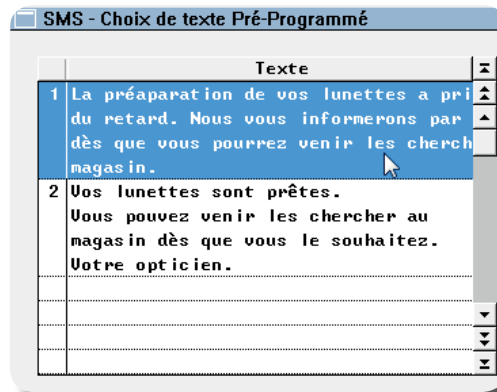 SMS - Choix de texte Pré-Programmé
Texte
1 La préaparation de vos lunettes a pri
du retard. Nous vous informerons par
dès que vous pourrez venir les cherch
magasin.
2 Vos lunettes sont prêtes.
Vous pouvez venir les chercher au
magasin dès que vous le souhaitez.
Votre opticien.